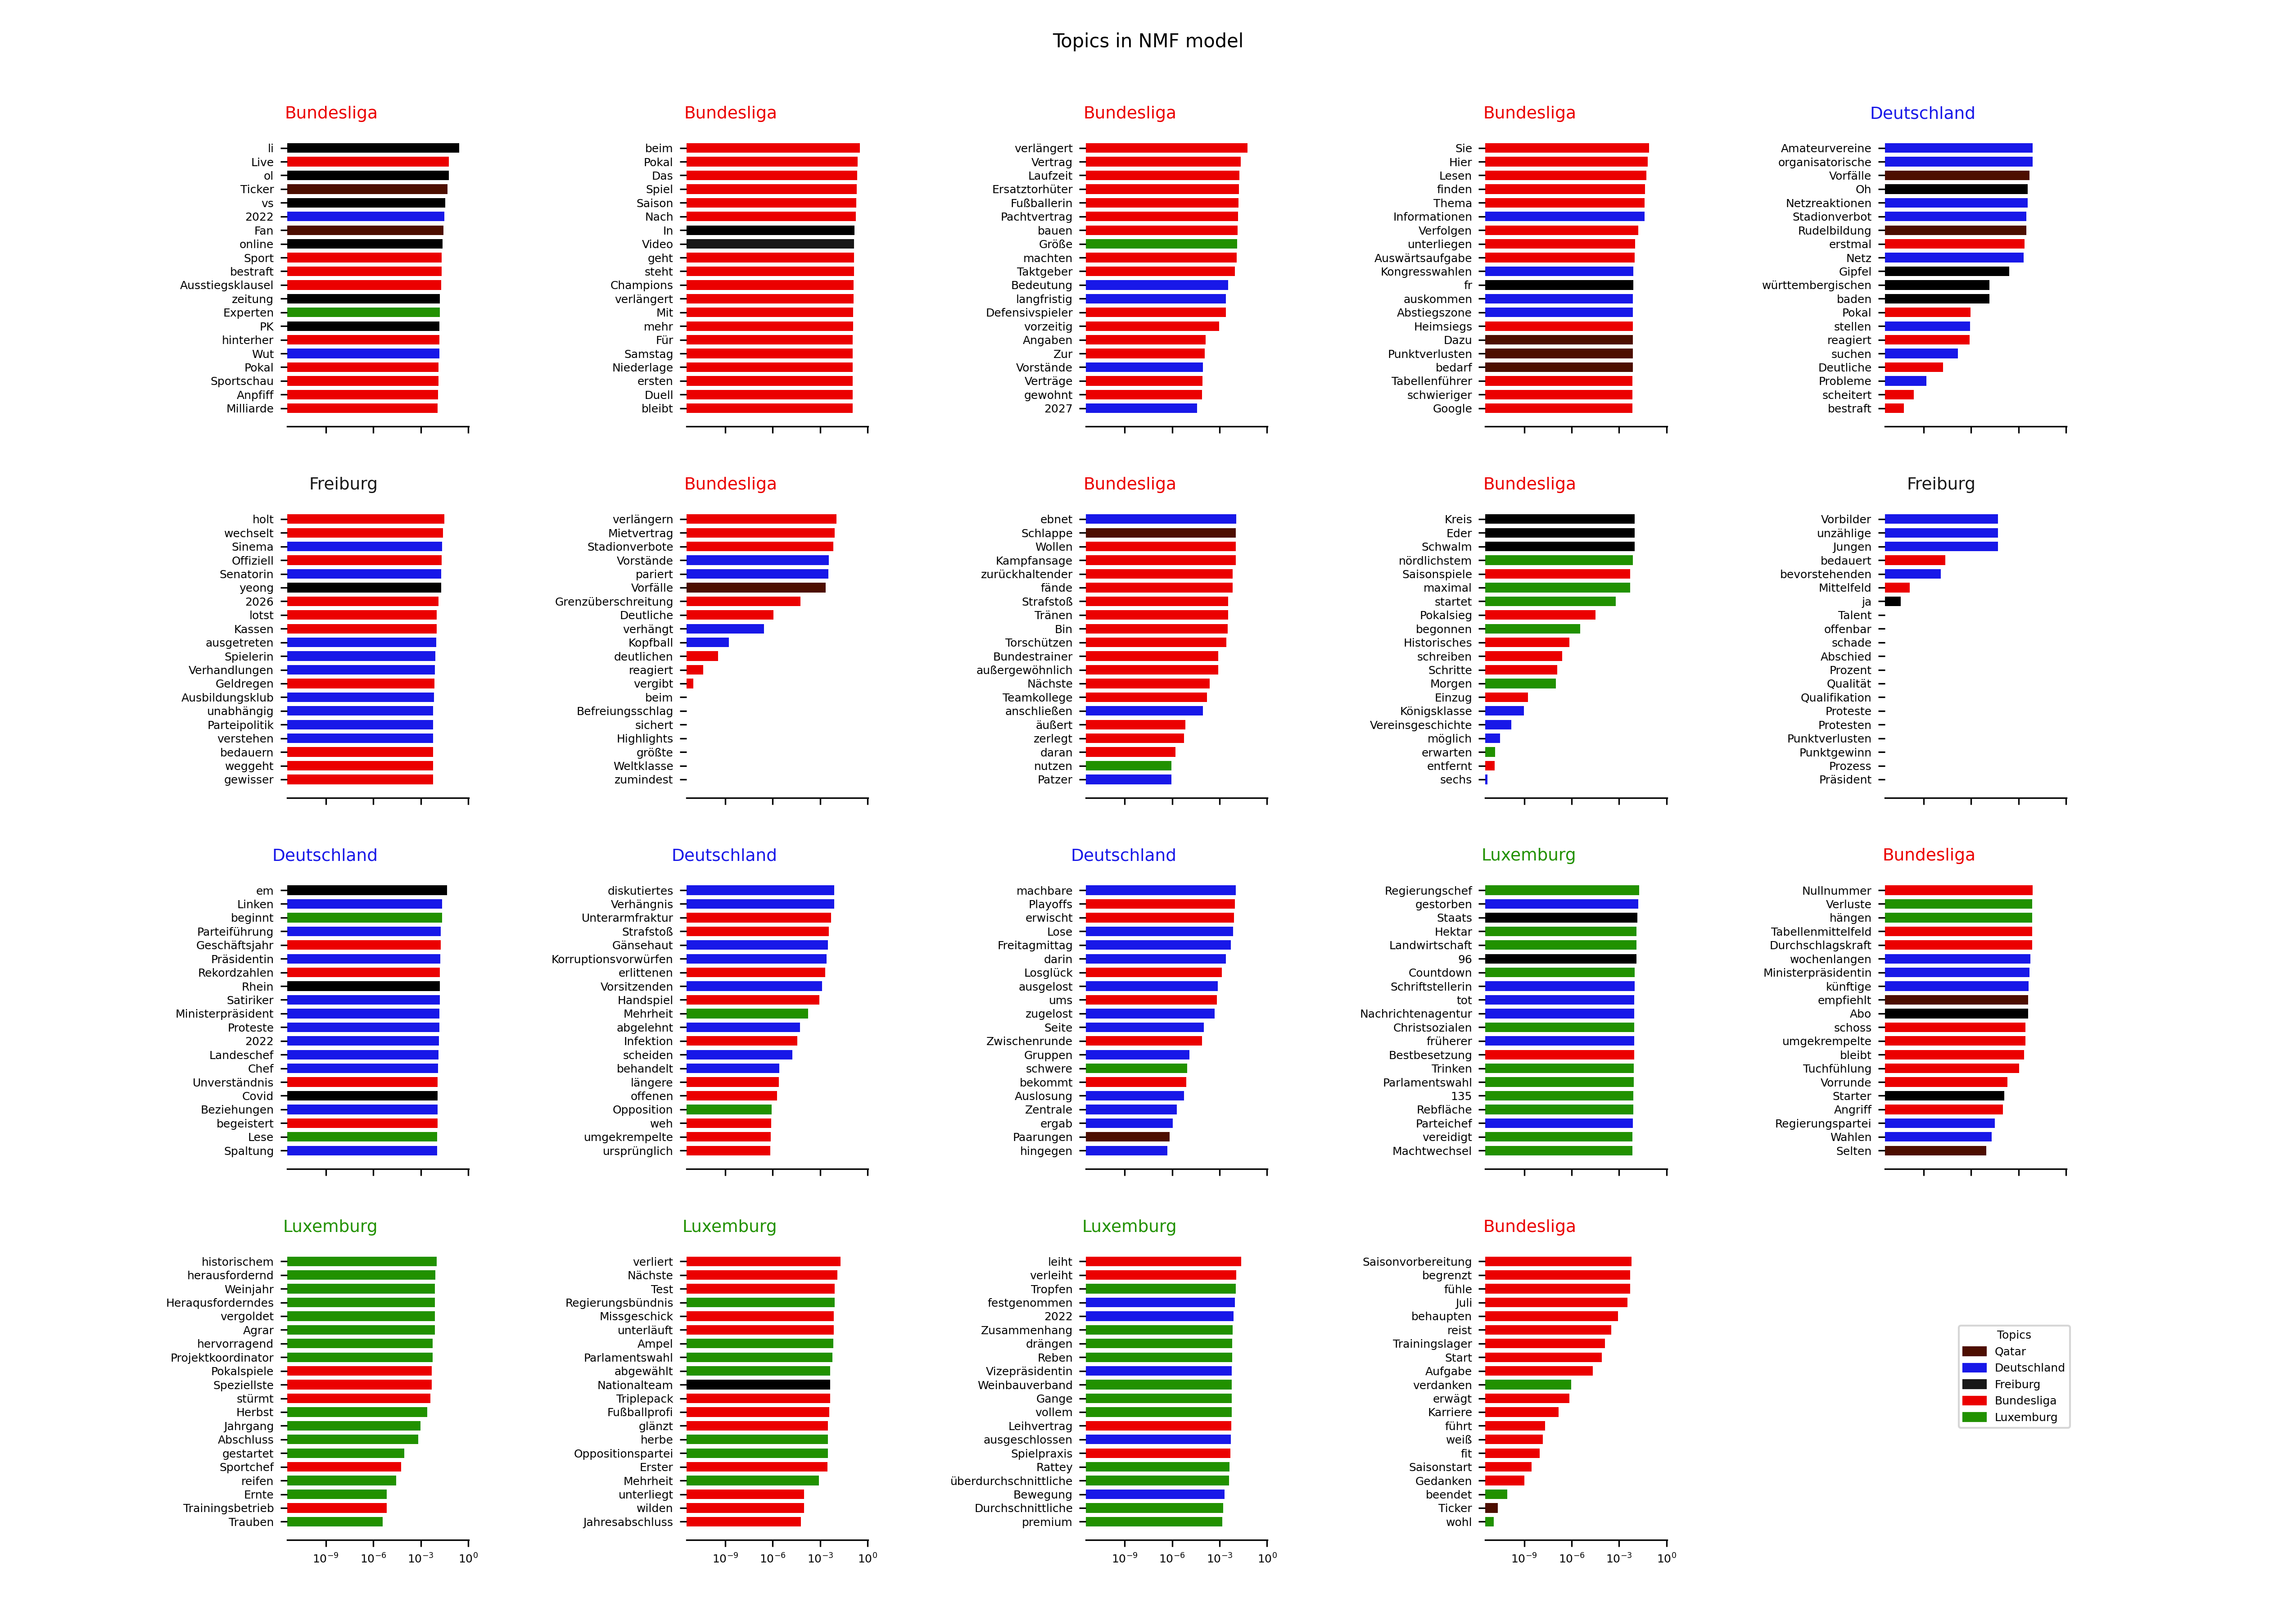 Topics in NMF model
Bundesliga
li
Live
ol
Ticker
vs
2022
Fan
online
Sport
bestraft
Ausstiegsklausel
zeitung
Experten
PK
hinterher
Wut
Pokal
Sportschau
Anpfiff
Milliarde
Bundesliga
beim
Pokal
Das
Spiel
Saison
Nach
In
Video
geht
steht
Champions
verlängert
Mit
mehr
Für
Samstag
Niederlage
ersten
Duell
bleibt
Bundesliga
verlängert
Vertrag
Laufzeit
Ersatztorhüter
Fußballerin
Pachtvertrag
bauen
Größe
machten
Taktgeber
Bedeutung
langfristig
Defensivspieler
vorzeitig
Angaben
Zur
Vorstände
Verträge
gewohnt
2027
Bundesliga
Sie
Hier
Lesen
finden
Thema
Informationen
Verfolgen
unterliegen
Auswärtsaufgabe
Kongresswahlen
fr
auskommen
Abstiegszone
Heimsiegs
Dazu
Punktverlusten
bedarf
Tabellenführer
schwieriger
Google
Deutschland
Amateurvereine
organisatorische
Vorfälle
Oh
Netzreaktionen
Stadionverbot
Rudelbildung
erstmal
Netz
Gipfel
württembergischen
baden
Pokal
stellen
reagiert
suchen
Deutliche
Probleme
scheitert
bestraft
Freiburg
holt
wechselt
Sinema
Offiziell
Senatorin
yeong
2026
lotst
Kassen
ausgetreten
Spielerin
Verhandlungen
Geldregen
Ausbildungsklub
unabhängig
Parteipolitik
verstehen
bedauern
weggeht
gewisser
Bundesliga
verlängern
Mietvertrag
Stadionverbote
Vorstände
pariert
Vorfälle
Grenzüberschreitung
Deutliche
verhängt
Kopfball
deutlichen
reagiert
vergibt
beim
Befreiungsschlag
sichert
Highlights
größte
Weltklasse
zumindest
Bundesliga
ebnet
Schlappe
Wollen
Kampfansage
zurückhaltender
fände
Strafstoß
Tränen
Bin
Torschützen
Bundestrainer
außergewöhnlich
Nächste
Teamkollege
anschließen
äußert
zerlegt
daran
nutzen
Patzer
Bundesliga
Kreis
Eder
Schwalm
nördlichstem
Saisonspiele
maximal
startet
Pokalsieg
begonnen
Historisches
schreiben
Schritte
Morgen
Einzug
Königsklasse
Vereinsgeschichte
möglich
erwarten
entfernt
sechs
Freiburg
Vorbilder
unzählige
Jungen
bedauert
bevorstehenden
Mittelfeld
ja
Talent
offenbar
schade
Abschied
Prozent
Qualität
Qualifikation
Proteste
Protesten
Punktverlusten
Punktgewinn
Prozess
Präsident
Deutschland
em
Linken
beginnt
Parteiführung
Geschäftsjahr
Präsidentin
Rekordzahlen
Rhein
Satiriker
Ministerpräsident
Proteste
2022
Landeschef
Chef
Unverständnis
Covid
Beziehungen
begeistert
Lese
Spaltung
Deutschland
diskutiertes
Verhängnis
Unterarmfraktur
Strafstoß
Gänsehaut
Korruptionsvorwürfen
erlittenen
Vorsitzenden
Handspiel
Mehrheit
abgelehnt
Infektion
scheiden
behandelt
längere
offenen
Opposition
weh
umgekrempelte
ursprünglich
Deutschland
machbare
Playoffs
erwischt
Lose
Freitagmittag
darin
Losglück
ausgelost
ums
zugelost
Seite
Zwischenrunde
Gruppen
schwere
bekommt
Auslosung
Zentrale
ergab
Paarungen
hingegen
Luxemburg
Regierungschef
gestorben
Staats
Hektar
Landwirtschaft
96
Countdown
Schriftstellerin
tot
Nachrichtenagentur
Christsozialen
früherer
Bestbesetzung
Trinken
Parlamentswahl
135
Rebfläche
Parteichef
vereidigt
Machtwechsel
Bundesliga
Nullnummer
Verluste
hängen
Tabellenmittelfeld
Durchschlagskraft
wochenlangen
Ministerpräsidentin
künftige
empfiehlt
Abo
schoss
umgekrempelte
bleibt
Tuchfühlung
Vorrunde
Starter
Angriff
Regierungspartei
Wahlen
Selten
Luxemburg
historischem
herausfordernd
Weinjahr
Heraqusforderndes
vergoldet
Agrar
hervorragend
Projektkoordinator
Pokalspiele
Speziellste
stürmt
Herbst
Jahrgang
Abschluss
gestartet
Sportchef
reifen
Ernte
Trainingsbetrieb
Trauben
10⁻⁹ 10⁻⁶ 10⁻³ 10⁰
Luxemburg
verliert
Nächste
Test
Regierungsbündnis
Missgeschick
unterläuft
Ampel
Parlamentswahl
abgewählt
Nationalteam
Triplepack
Fußballprofi
glänzt
herbe
Oppositionspartei
Erster
Mehrheit
unterliegt
wilden
Jahresabschluss
10⁻⁹ 10⁻⁶ 10⁻³ 10⁰
Luxemburg
leiht
verleiht
Tropfen
festgenommen
2022
Zusammenhang
drängen
Reben
Vizepräsidentin
Weinbauverband
Gange
vollem
Leihvertrag
ausgeschlossen
Spielpraxis
Rattey
überdurchschnittliche
Bewegung
Durchschnittliche
premium
10⁻⁹ 10⁻⁶ 10⁻³ 10⁰
Bundesliga
Saisonvorbereitung
begrenzt
fühle
Juli
behaupten
reist
Trainingslager
Start
Aufgabe
verdanken
erwägt
Karriere
führt
weiß
fit
Saisonstart
Gedanken
beendet
Ticker
wohl
10⁻⁹ 10⁻⁶ 10⁻³ 10⁰
Topics
Qatar
Deutschland
Freiburg
Bundesliga
Luxemburg